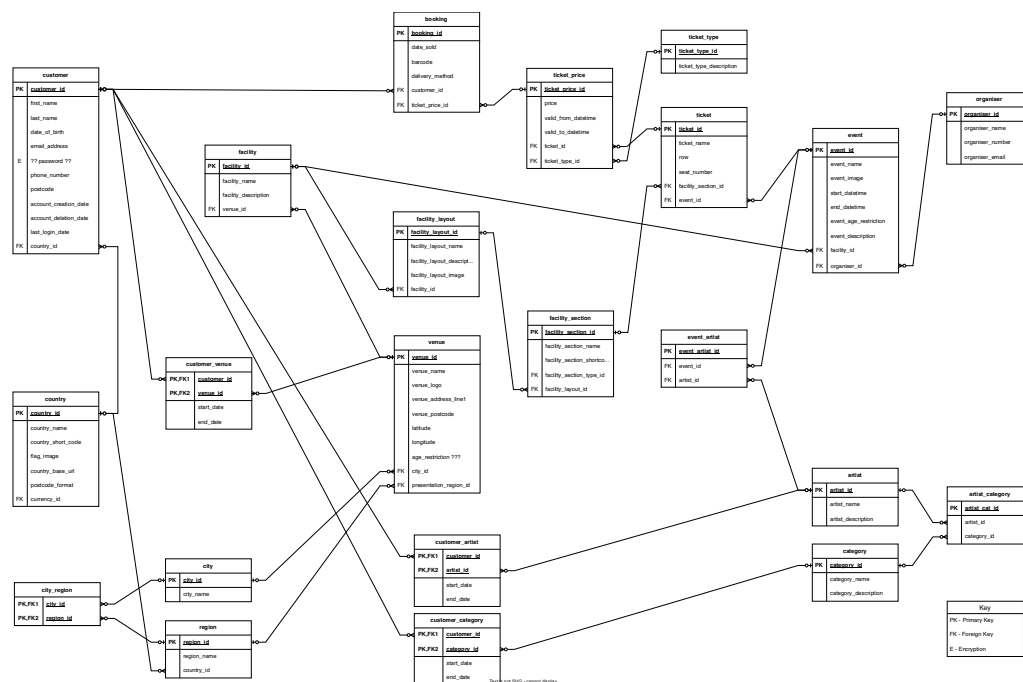 booking
PK booking_id
date_sold
barcode
delivery_method
FK customer_id
FK ticket_price_id
ticket_type
PK ticket_type_id
ticket_type_description
customer
PK customer_id
first_name
last_name
date_of_birth
email_address
E ?? password ??
phone_number
postcode
account_creation_date
account_deletion_date
last_login_date
FK country_id
ticket_price
PK ticket_price_id
price
valid_from_datetime
valid_to_datetime
FK ticket_id
FK ticket_type_id
ticket
PK ticket_id
ticket_name
row
seat_number
FK facility_section_id
FK event_id
organiser
PK organiser_id
organiser_name
organiser_number
organiser_email
event
PK event_id
event_name
event_image
start_datetime
end_datetime
event_age_restriction
event_description
FK facility_id
FK organiser_id
facility
PK facility_id
facility_name
facility_description
FK venue_id
facility_layout
PK facility_layout_id
facility_layout_name
facility_layout_descript...
facility_layout_image
FK facility_id
facility_section
PK facility_section_id
facility_section_name
facility_section_shortco...
FK facility_section_type_id
FK facility_layout_id
event_artist
PK event_artist_id
FK event_id
FK artist_id
venue
PK venue_id
venue_name
venue_logo
venue_address_line1
venue_postcode
latitude
longitude
age_restriction ???
FK city_id
FK presentation_region_id
customer_venue
PK,FK1 customer_id
PK,FK2 venue_id
start_date
end_date
country
PK country_id
country_name
country_short_code
flag_image
country_base_url
postcode_format
FK currency_id
artist
PK artist_id
artist_name
artist_description
artist_category
PK artist_cat_id
artist_id
category_id
customer_artist
PK,FK1 customer_id
PK,FK2 artist_id
start_date
end_date
category
PK category_id
category_name
category_description
city
PK city_id
city_name
city_region
PK,FK1 city_id
PK,FK2 region_id
region
PK region_id
region_name
FK country_id
customer_category
PK,FK1 customer_id
PK,FK2 category_id
start_date
end_date
Key
PK - Primary Key
FK - Foreign Key
E - Encryption
Text is not SVG - cannot display